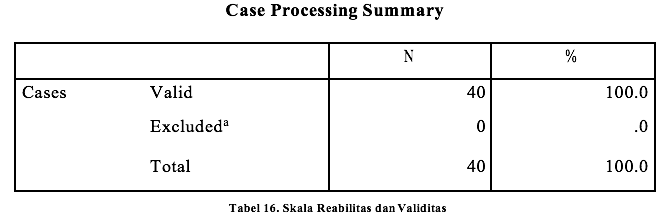 Case Processing Summary
N %
Cases Valid 40 100.0
Excludedᵃ 0 .0
Total 40 100.0
Tabel 16. Skala Reabilitas dan Validitas